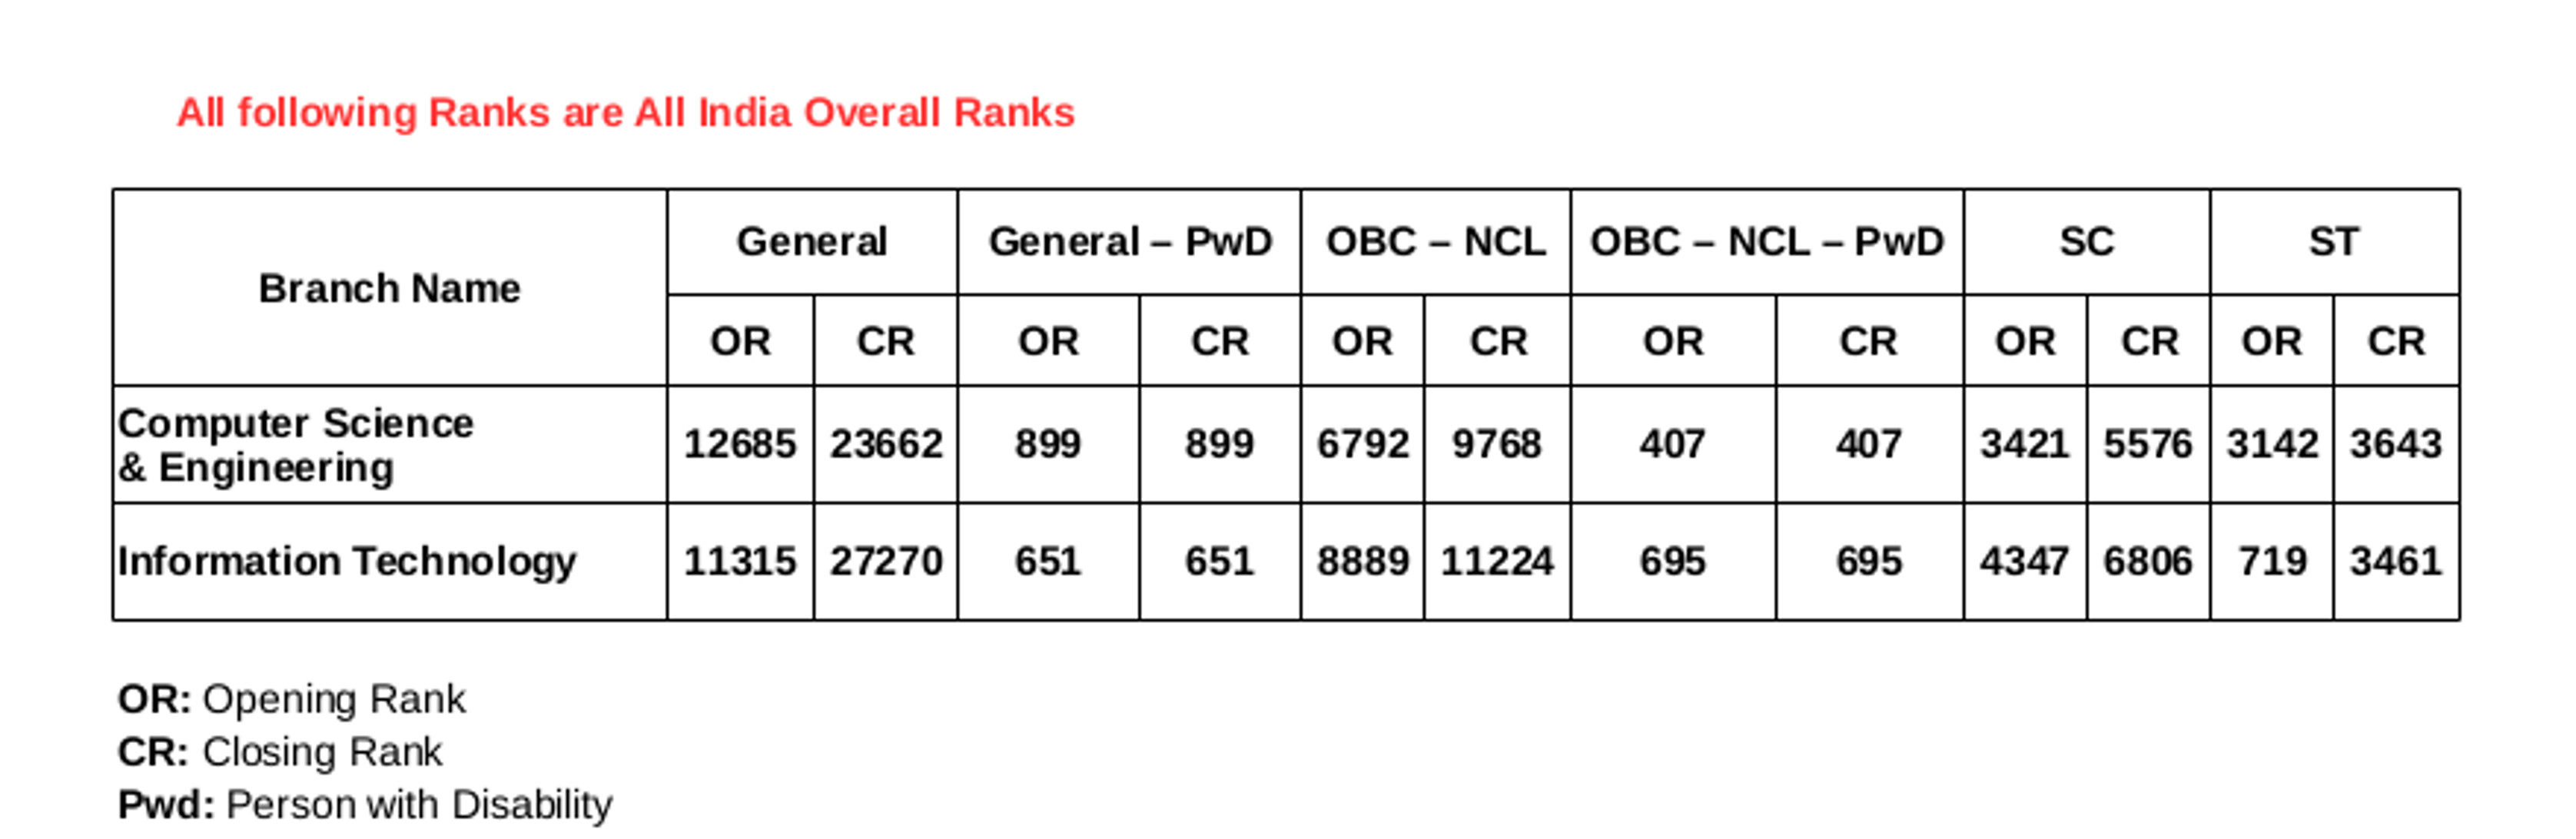 All following Ranks are All India Overall Ranks
Branch Name General General – PwD OBC – NCL OBC – NCL – PwD SC ST
OR CR OR CR OR CR OR CR OR CR OR CR
Computer Science
& Engineering 12685 23662 899 899 6792 9768 407 407 3421 5576 3142 3643
Information Technology 11315 27270 651 651 8889 11224 695 695 4347 6806 719 3461
OR: Opening Rank
CR: Closing Rank
Pwd: Person with Disability